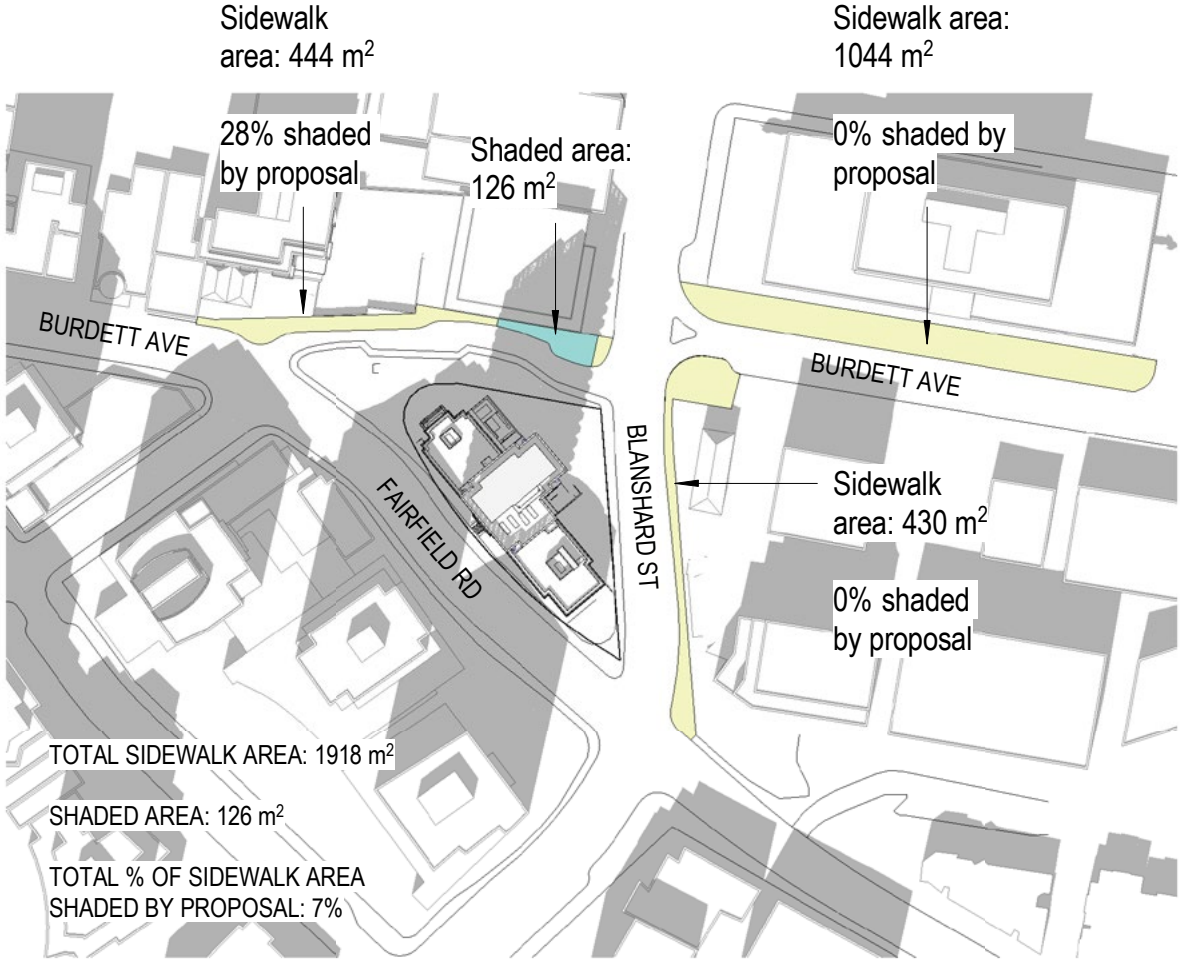 Sidewalk
area: 444 m²
28% shaded
by proposal
Shaded area:
126 m²
Sidewalk area:
1044 m²
0% shaded by
proposal
BURDETT AVE
BURDETT AVE
BLANSHARD ST
FAIRFIELD RD
Sidewalk
area: 430 m²
0% shaded
by proposal
TOTAL SIDEWALK AREA: 1918 m²
SHADED AREA: 126 m²
TOTAL % OF SIDEWALK AREA
SHADED BY PROPOSAL: 7%